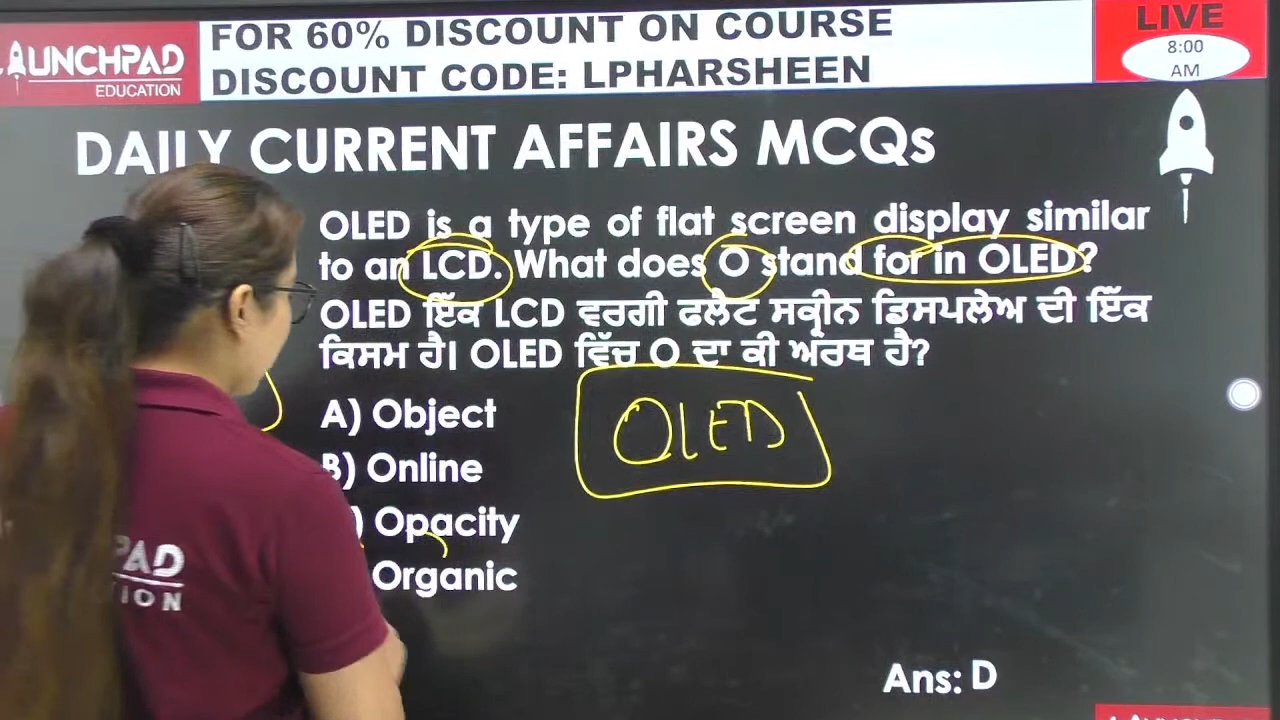 LAUNCHPAD
EDUCATION
FOR 60% DISCOUNT ON COURSE
DISCOUNT CODE: LPHARSHEEN
LIVE
8:00
AM
DAILY CURRENT AFFAIRS MCQs
OLED is a type of flat screen display similar
to an LCD. What does O stand for in OLED?
OLED ਇੱਕ LCD ਵਰਗੀ ਫਲੈਟ ਸਕ੍ਰੀਨ ਡਿਸਪਲੇਅ ਦੀ ਇੱਕ
ਕਿਸਮ ਹੈ। OLED ਵਿੱਚ O ਦਾ ਕੀ ਅਰਥ ਹੈ?
A) Object
OLED
B) Online
) Opacity
Organic
PAD
ION
Ans: D